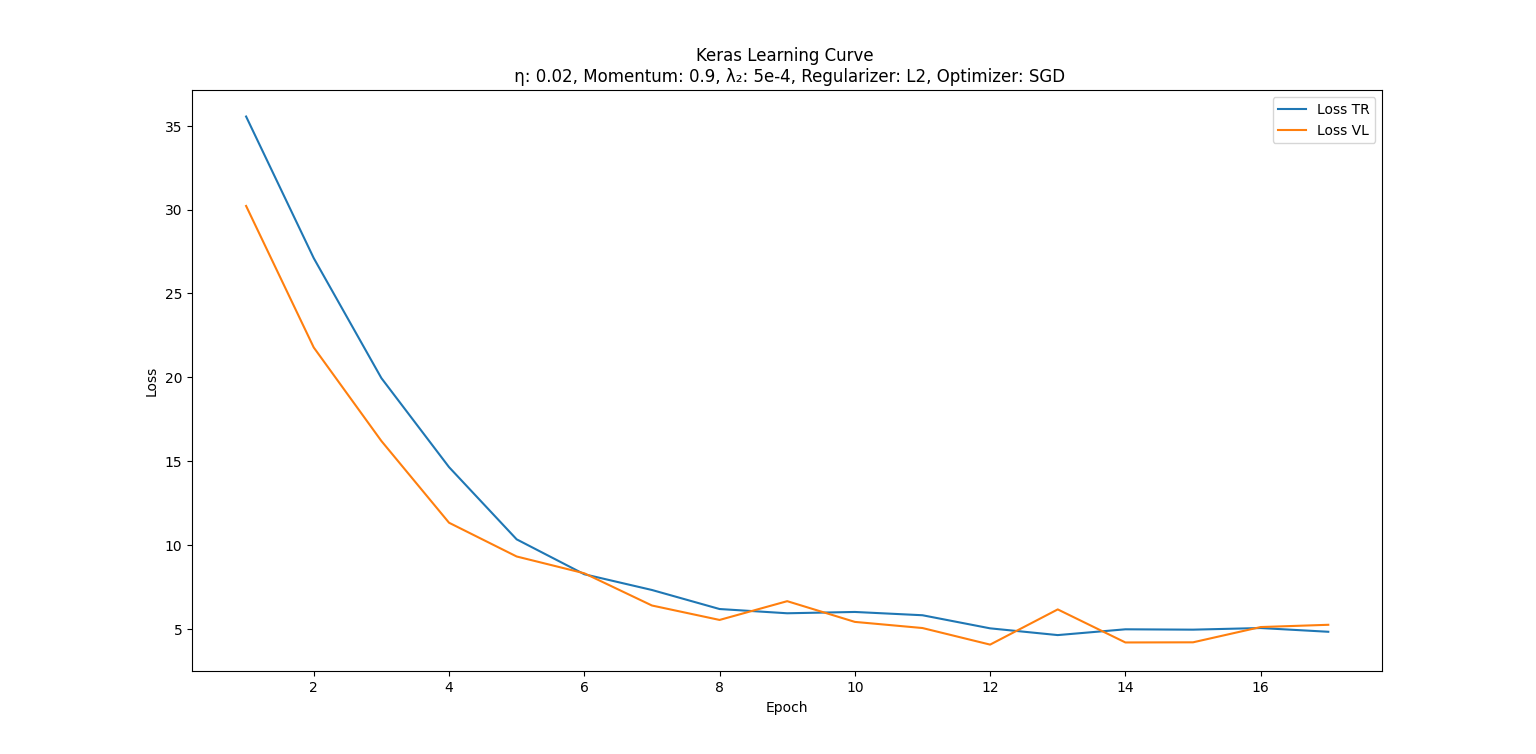 Keras Learning Curve
η: 0.02, Momentum: 0.9, λ₂: 5e-4, Regularizer: L2, Optimizer: SGD
Loss TR
Loss VL
35
30
25
20
15
10
5
Loss
2 4 6 8 10 12 14 16
Epoch